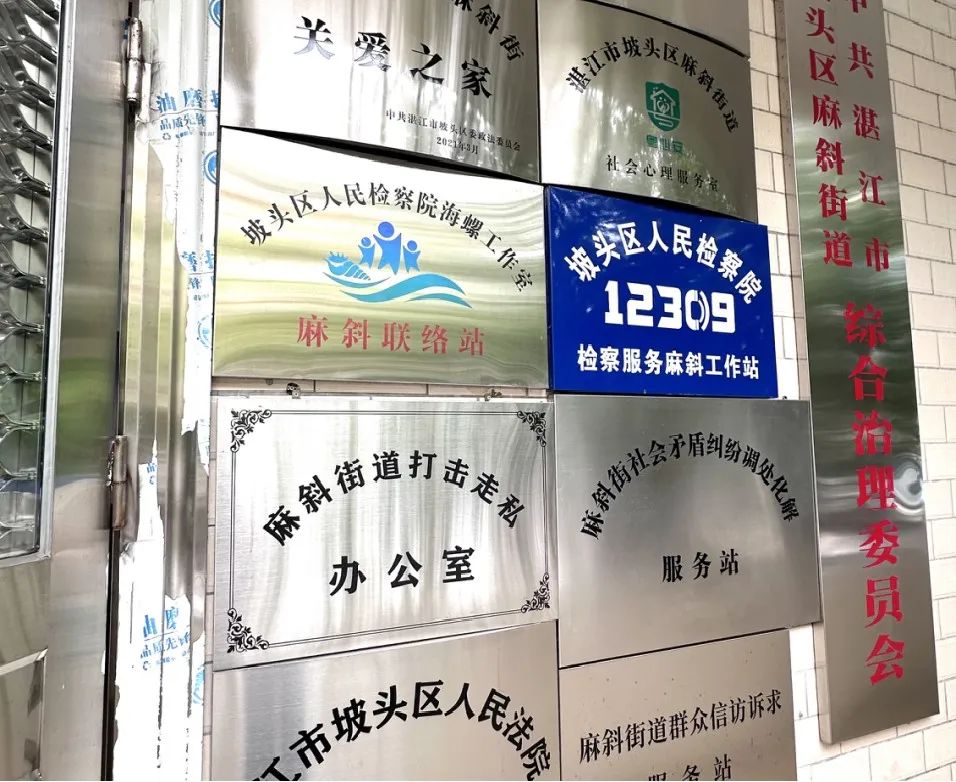 麻斜街
关爱之家
中共湛江市坡头区委政法委员会
2021年3月
湛江市坡头区麻斜街道
粤心安
社会心理服务室
坡头区人民检察院海螺工作室
麻斜联络站
坡头区人民检察院
12309
检察服务麻斜工作站
麻斜街道打击走私
办公室
麻斜街社会矛盾纠纷调处化解
服务站
江市坡头区人民法院
麻斜街道群众信访诉求
服务站
中共湛江市
坡头区麻斜街道
综合治理委员会